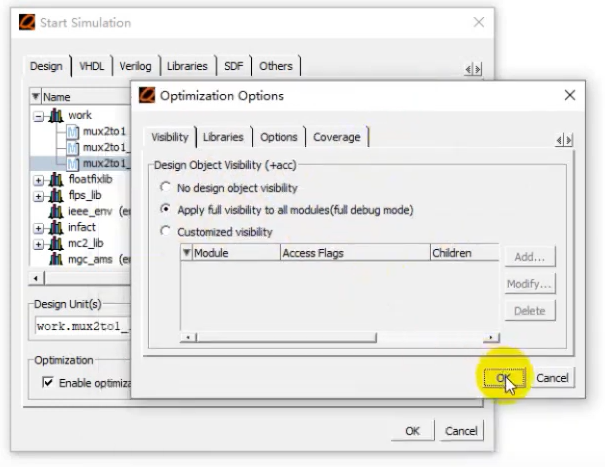 Start Simulation
Design VHDL Verilog Libraries SDF Others
Name
work
mux2to1
mux2to1_
mux2to1_
floatfixlib
flps_lib
ieee_env (e
infact
mc2_lib
mgc_ams (e
Design Unit(s)
work.mux2to1_
Optimization
Enable optimiza
OK Cancel
Optimization Options
Visibility Libraries Options Coverage
Design Object Visibility (+acc)
No design object visibility
Apply full visibility to all modules(full debug mode)
Customized visibility
Module Access Flags Children
Add...
Modify...
Delete
OK Cancel